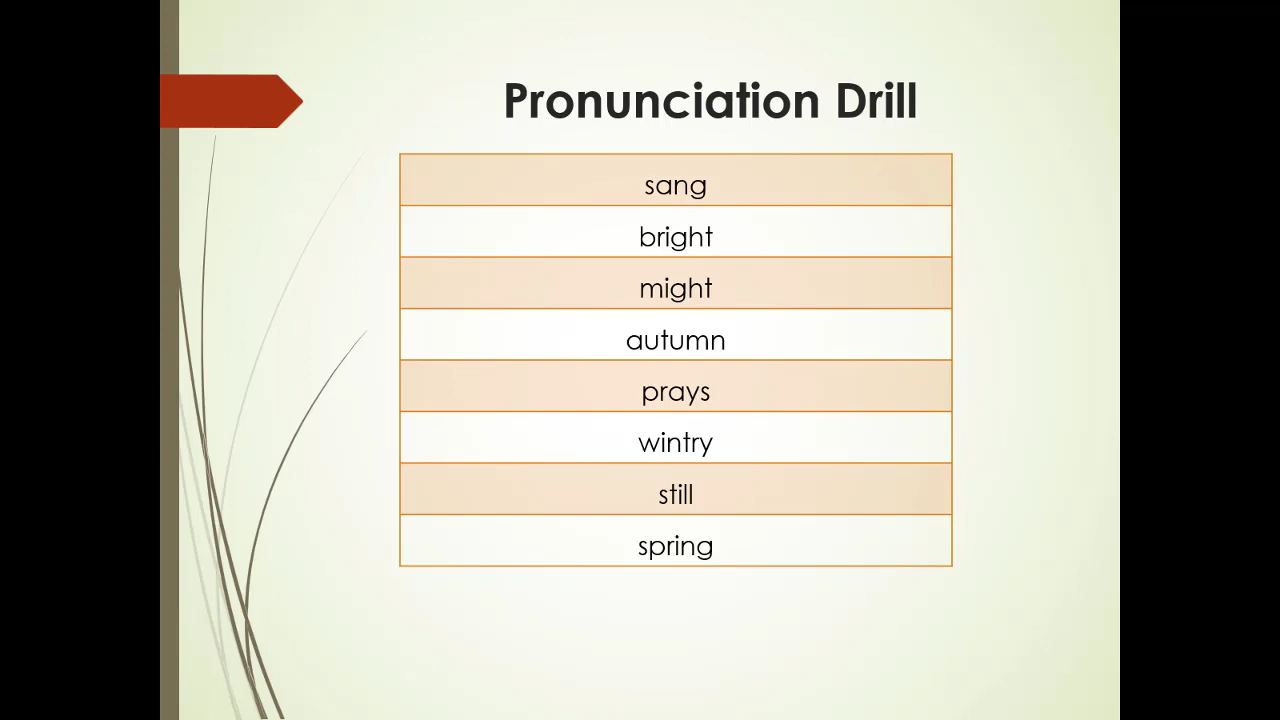 Pronunciation Drill
sang
bright
might
autumn
prays
wintry
still
spring